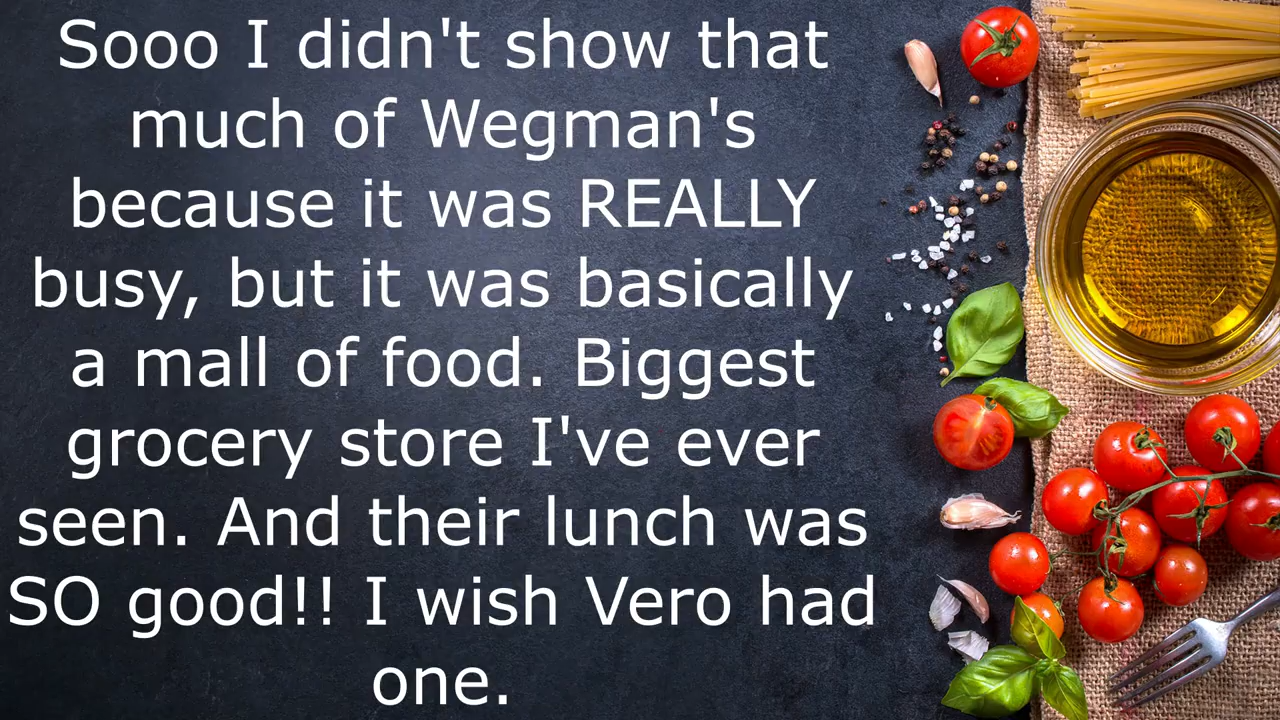 Sooo I didn't show that
much of Wegman's
because it was REALLY
busy, but it was basically
a mall of food. Biggest
grocery store I've ever
seen. And their lunch was
SO good!! I wish Vero had
one.